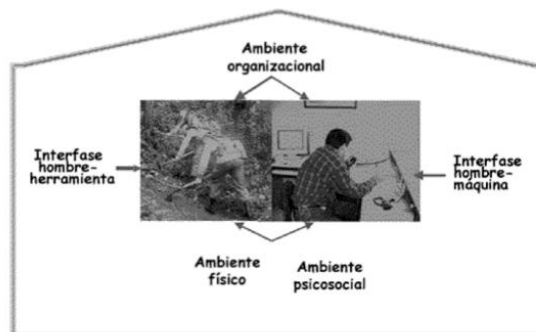 Ambiente
organizacional
Interfase
hombre-
herramienta
Interfase
hombre-
máquina
Ambiente
físico
Ambiente
psicosocial